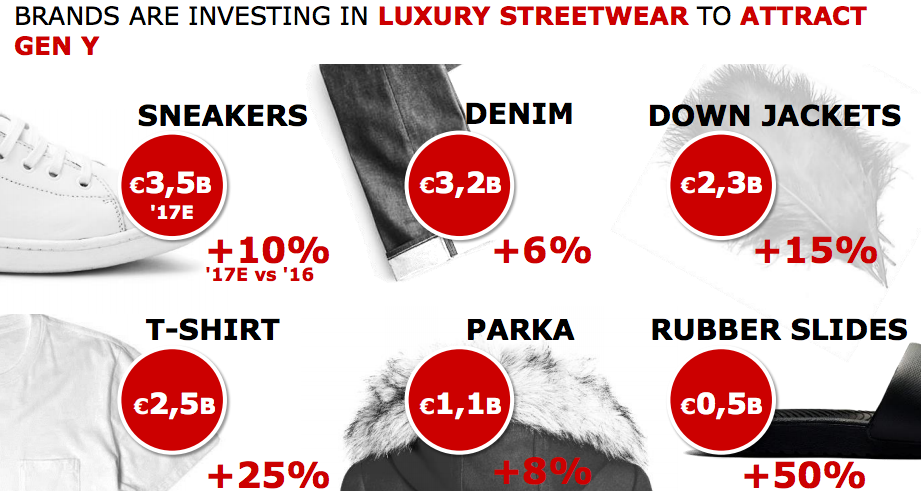 BRANDS ARE INVESTING IN LUXURY STREETWEAR TO ATTRACT
GEN Y
SNEAKERS
€3,5B
'17E
+10%
'17E vs '16
DENIM
€3,2B
+6%
DOWN JACKETS
€2,3B
+15%
T-SHIRT
€2,5B
+25%
PARKA
€1,1B
+8%
RUBBER SLIDES
€0,5B
+50%